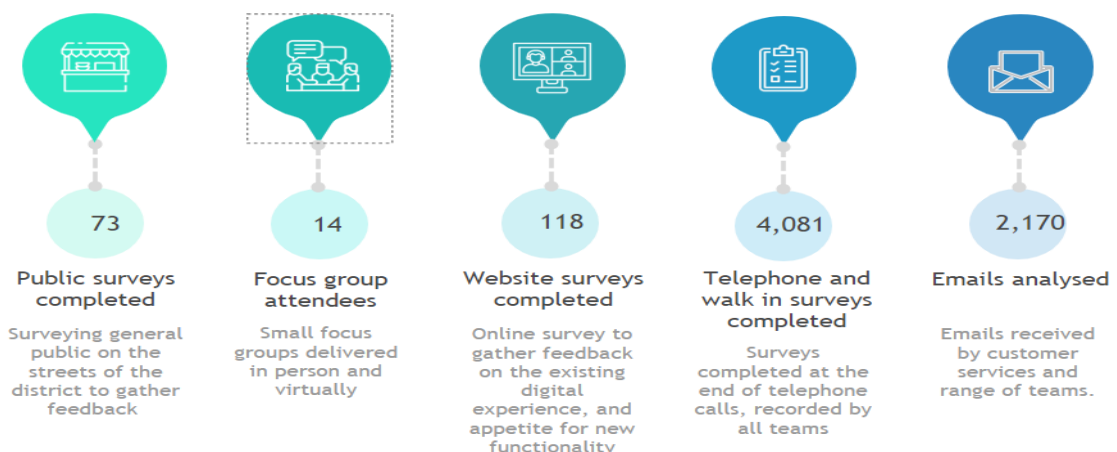 73
Public surveys
completed
Surveying general
public on the
streets of the
district to gather
feedback
14
Focus group
attendees
Small focus
groups delivered
in person and
virtually
118
Website surveys
completed
Online survey to
gather feedback
on the existing
digital
experience, and
appetite for new
functionality
4,081
Telephone and
walk in surveys
completed
Surveys
completed at the
end of telephone
calls, recorded by
all teams
2,170
Emails analysed
Emails received
by customer
services and
range of teams.